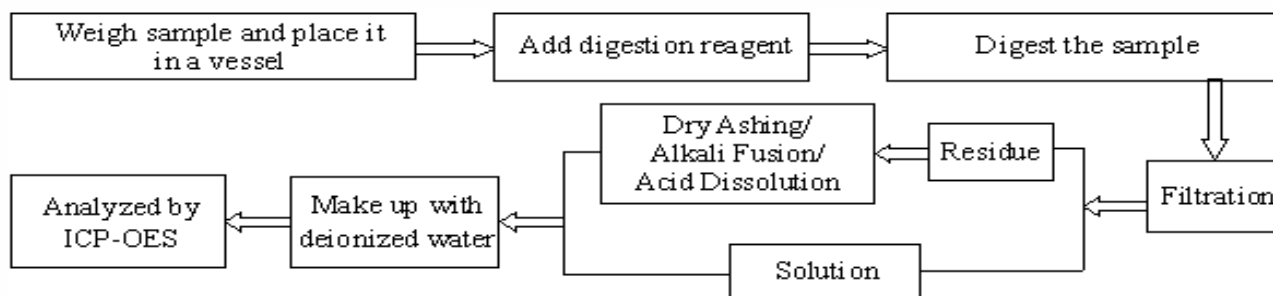 Weigh sample and place it
in a vessel
Add digestion reagent
Digest the sample
Dry Ashing/
Alkali Fusion/
Acid Dissolution
Residue
Filtration
Analyzed by
ICP-OES
Make up with
deionized water
Solution